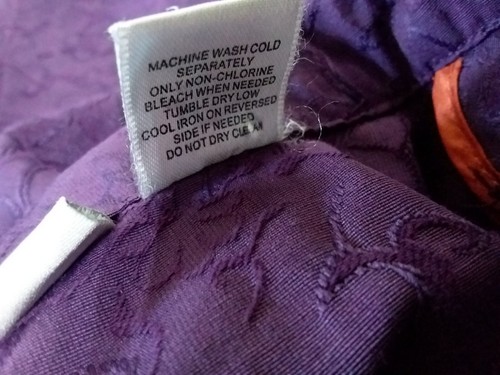 MACHINE WASH COLD
SEPARATELY
ONLY NON-CHLORINE
BLEACH WHEN NEEDED
TUMBLE DRY LOW
COOL IRON ON REVERSED
SIDE IF NEEDED
DO NOT DRY CLEAN